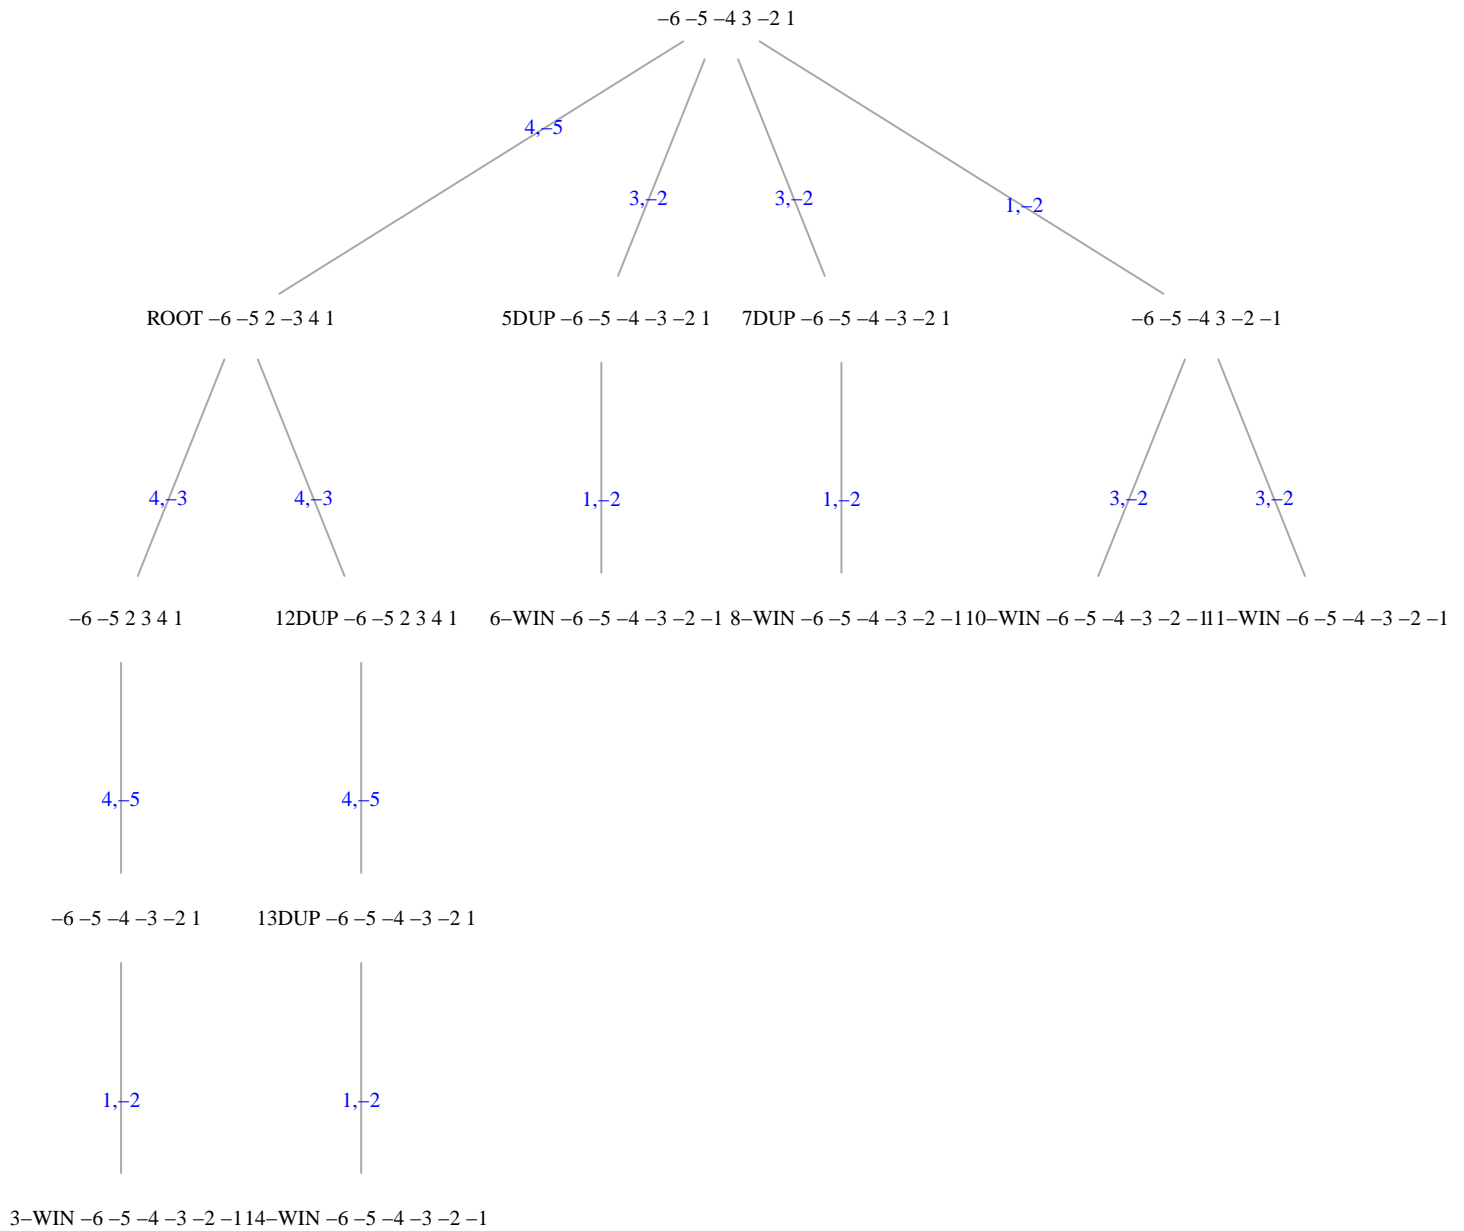 –6 –5 –4 3 –2 1
4,–5
3,–2
3,–2
1,–2
ROOT –6 –5 2 –3 4 1
5DUP –6 –5 –4 –3 –2 1
7DUP –6 –5 –4 –3 –2 1
–6 –5 –4 3 –2 –1
4,–3
4,–3
1,–2
1,–2
3,–2
3,–2
–6 –5 2 3 4 1
12DUP –6 –5 2 3 4 1
6–WIN –6 –5 –4 –3 –2 –1
8–WIN –6 –5 –4 –3 –2 –1
10–WIN –6 –5 –4 –3 –2 –1
11–WIN –6 –5 –4 –3 –2 –1
4,–5
4,–5
–6 –5 –4 –3 –2 1
13DUP –6 –5 –4 –3 –2 1
1,–2
1,–2
3–WIN –6 –5 –4 –3 –2 –1
14–WIN –6 –5 –4 –3 –2 –1